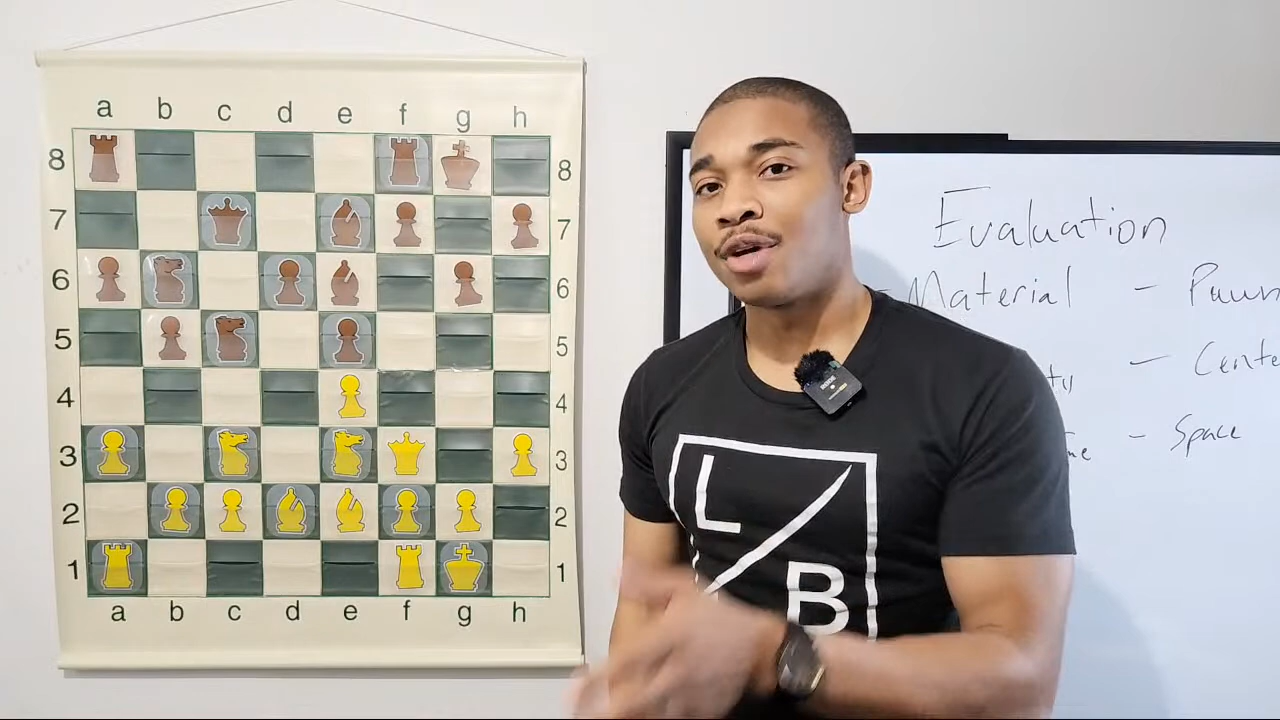 a b c d e f g h
8 8
7 7
6 6
5 5
4 4
3 3
2 2
1 1
a b c d e f g h
Evaluation
- Material - Pawn
- Cente
- Space
L
B